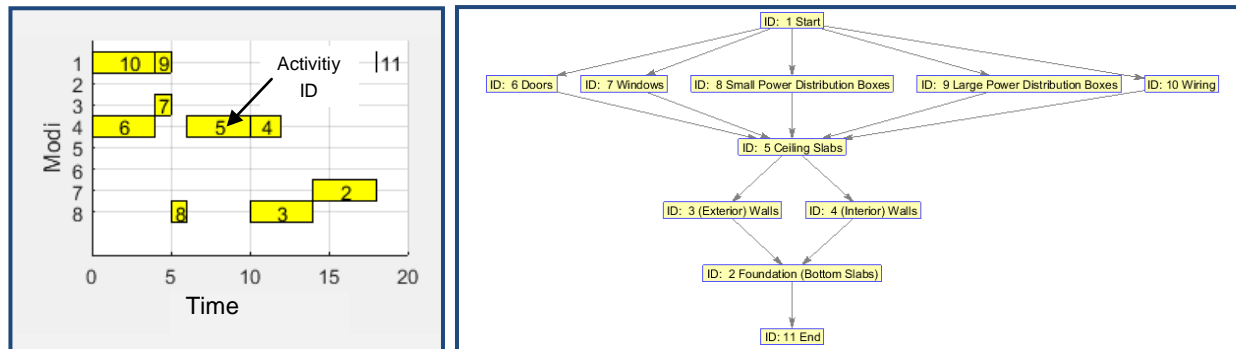 1 10 9 11
Activitiy
ID
2
3 7
4 6 5 4
5
6
7 2
8 8 3
Modi
0 5 10 15 20
Time
ID: 1 Start
ID: 6 Doors ID: 7 Windows ID: 8 Small Power Distribution Boxes ID: 9 Large Power Distribution Boxes ID: 10 Wiring
ID: 5 Ceiling Slabs
ID: 3 (Exterior) Walls ID: 4 (Interior) Walls
ID: 2 Foundation (Bottom Slabs)
ID: 11 End